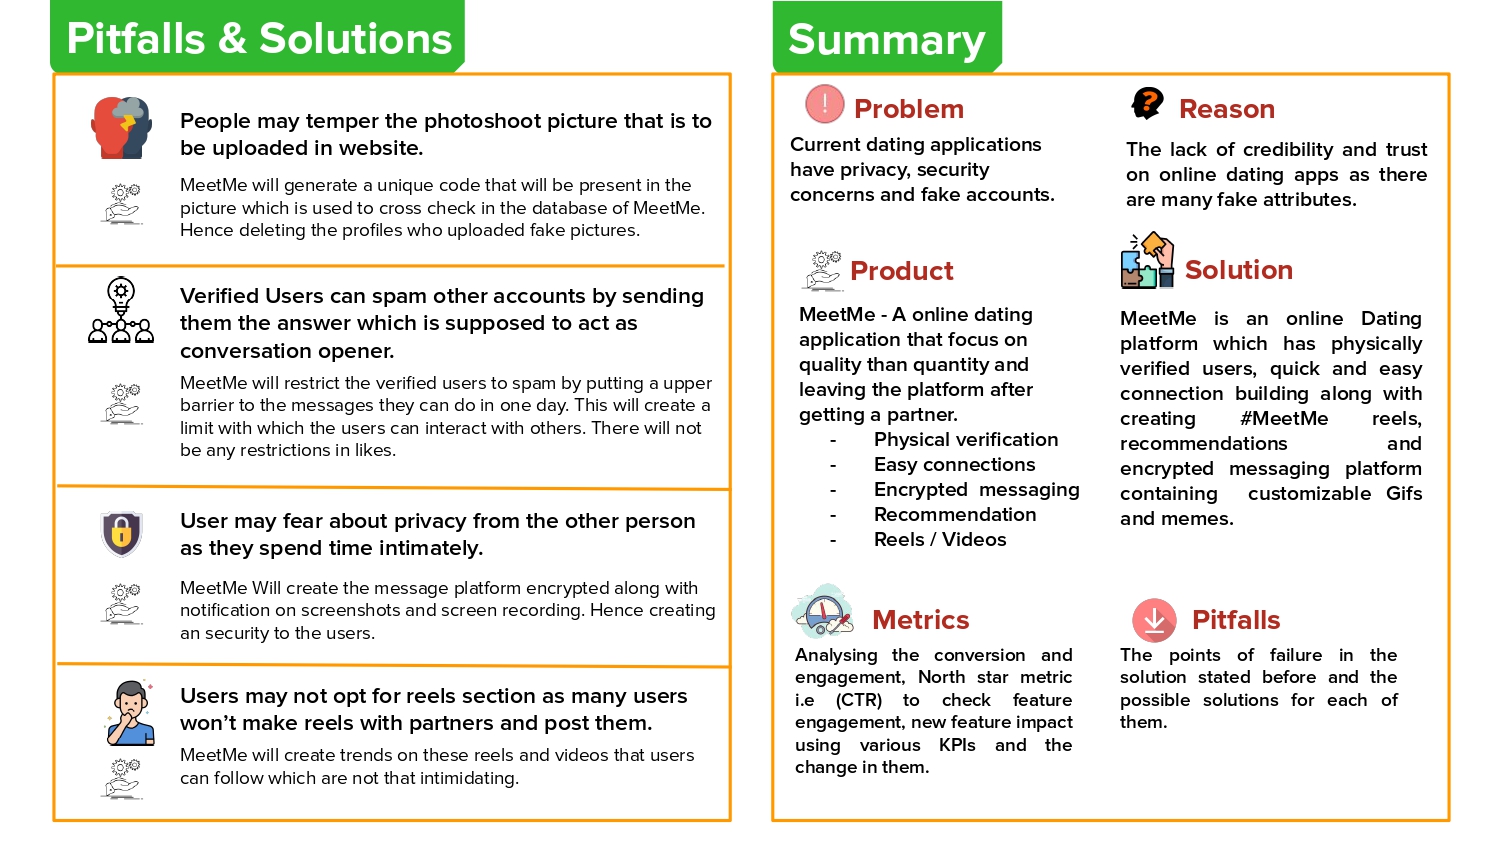 Pitfalls & Solutions
People may temper the photoshoot picture that is to
be uploaded in website.
MeetMe will generate a unique code that will be present in the
picture which is used to cross check in the database of MeetMe.
Hence deleting the profiles who uploaded fake pictures.
Verified Users can spam other accounts by sending
them the answer which is supposed to act as
conversation opener.
MeetMe will restrict the verified users to spam by putting a upper
barrier to the messages they can do in one day. This will create a
limit with which the users can interact with others. There will not
be any restrictions in likes.
User may fear about privacy from the other person
as they spend time intimately.
MeetMe Will create the message platform encrypted along with
notification on screenshots and screen recording. Hence creating
an security to the users.
Users may not opt for reels section as many users
won't make reels with partners and post them.
MeetMe will create trends on these reels and videos that users
can follow which are not that intimidating.
Summary
Problem
Current dating applications
have privacy, security
concerns and fake accounts.
Reason
The lack of credibility and trust
on online dating apps as there
are many fake attributes.
Product
MeetMe - A online dating
application that focus on
quality than quantity and
leaving the platform after
getting a partner.
- Physical verification
- Easy connections
- Encrypted messaging
- Recommendation
- Reels / Videos
Solution
MeetMe is an online Dating
platform which has physically
verified users, quick and easy
connection building along with
creating #MeetMe reels,
recommendations and
encrypted messaging platform
containing customizable Gifs
and memes.
Metrics
Analysing the conversion and
engagement, North star metric
i.e (CTR) to check feature
engagement, new feature impact
using various KPIs and the
change in them.
Pitfalls
The points of failure in the
solution stated before and the
possible solutions for each of
them.